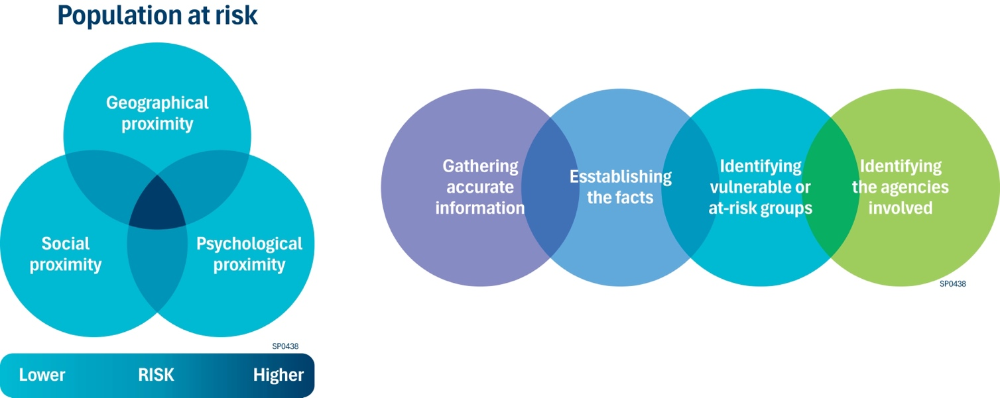 Population at risk
Geographical
proximity
Social
proximity
Psychological
proximity
SP0438
Lower RISK Higher
Gathering
accurate
information
Esstablishing
the facts
Identifying
vulnerable or
at-risk groups
Identifying
the agencies
involved
SP0438